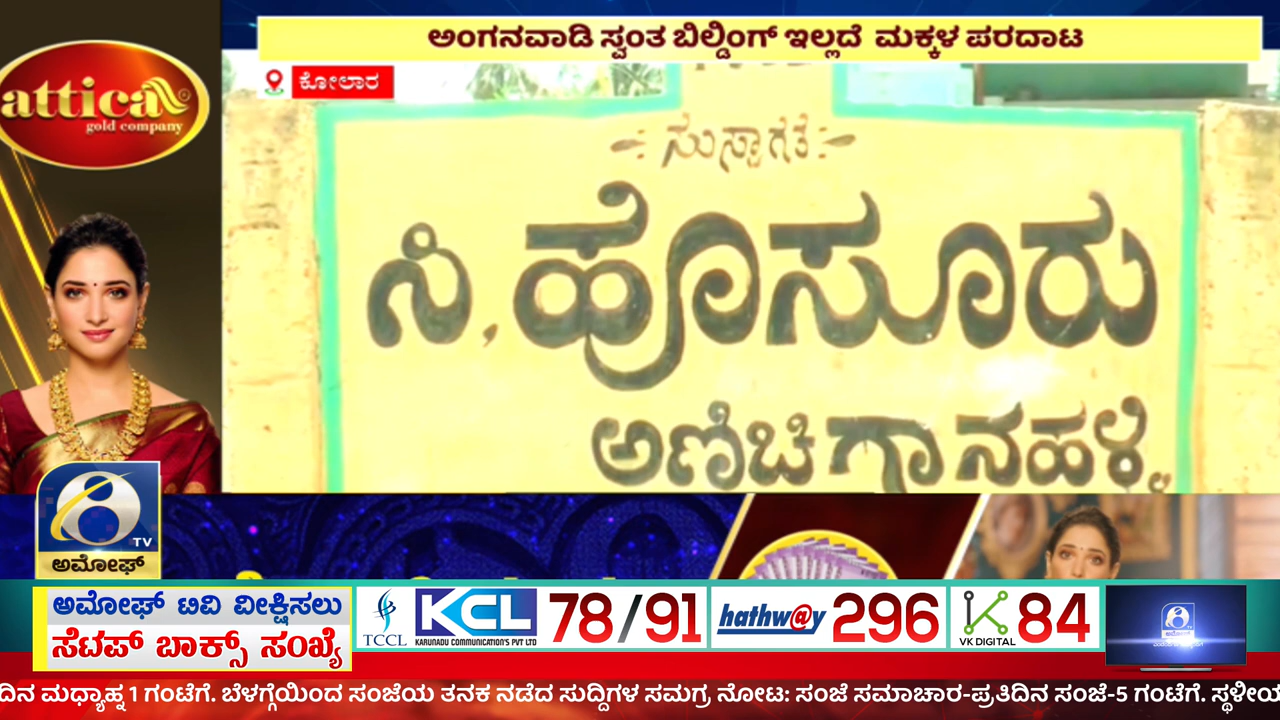 ಅಂಗನವಾಡಿ ಸ್ವಂತ ಬಿಲ್ಡಿಂಗ್ ಇಲ್ಲದೆ ಮಕ್ಕಳ ಪರದಾಟ
ಕೋಲಾರ
attica
gold company
ಸುಸ್ವಾಗತ
ಸಿ, ಹೊಸೂರು
ಅಣಿಚಿಗಾನಹಳ್ಳಿ
8 TV
ಅಮೋಘ್
ಅಮೋಘ್ ಟಿವಿ ವೀಕ್ಷಿಸಲು
ಸೆಟಪ್ ಬಾಕ್ಸ್ ಸಂಖ್ಯೆ
TCCL
KCL
KARUNADU COMMUNICATION'S PVT LTD
78/91
hathw@y
296
VK DIGITAL
84
ದಿನ ಮಧ್ಯಾಹ್ನ 1 ಗಂಟೆಗೆ. ಬೆಳಗ್ಗೆಯಿಂದ ಸಂಜೆಯ ತನಕ ನಡೆದ ಸುದ್ದಿಗಳ ಸಮಗ್ರ ನೋಟ: ಸಂಜೆ ಸಮಾಚಾರ-ಪ್ರತಿದಿನ ಸಂಜೆ-5 ಗಂಟೆಗೆ. ಸ್ಥಳೀಯ